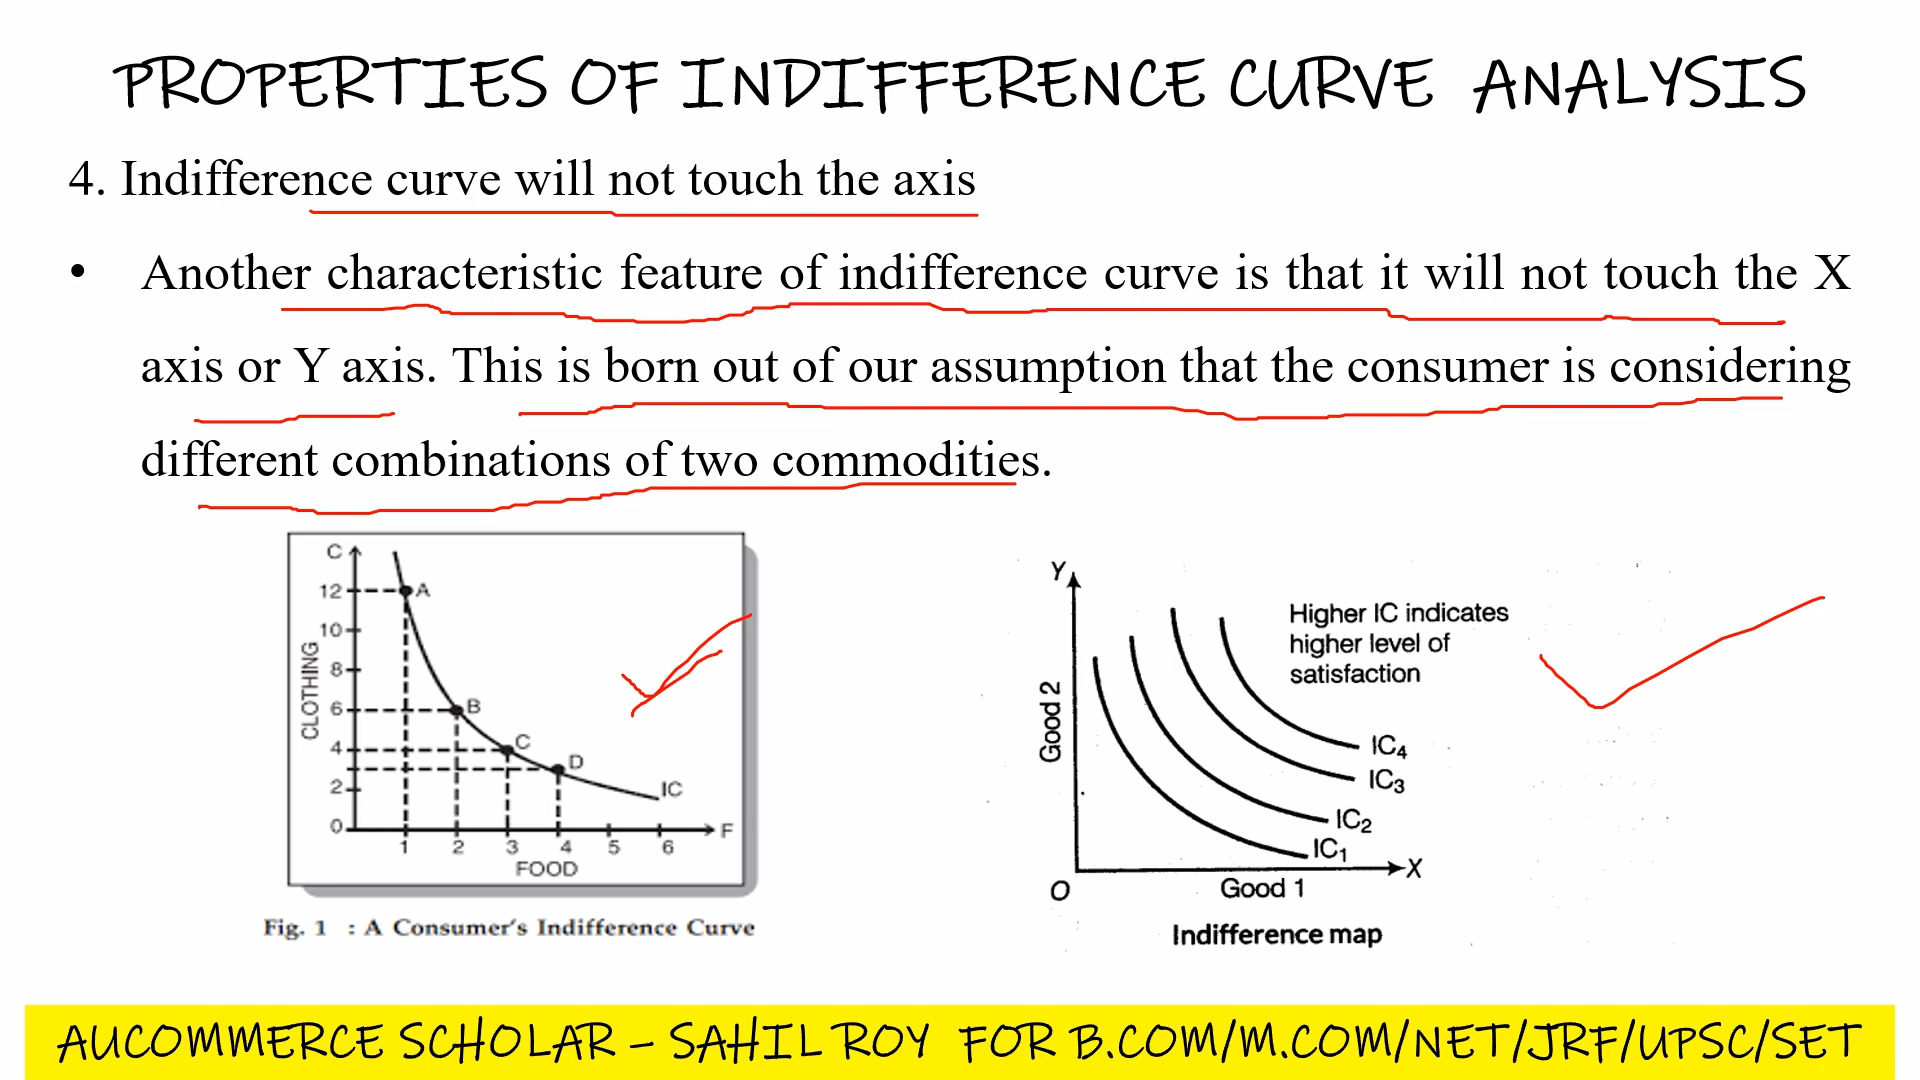 PROPERTIES OF INDIFFERENCE CURVE ANALYSIS
4. Indifference curve will not touch the axis
• Another characteristic feature of indifference curve is that it will not touch the X
axis or Y axis. This is born out of our assumption that the consumer is considering
different combinations of two commodities.
C
12
10
8
6
4
2
0
CLOTHING
A
B
C
D
IC
F
1 2 3 4 5 6
FOOD
Fig. 1 : A Consumer's Indifference Curve
Y
Good 2
Higher IC indicates
higher level of
satisfaction
IC4
IC3
IC2
IC1
X
O
Good 1
Indifference map
AUCOMMERCE SCHOLAR – SAHIL ROY FOR B.COM/M.COM/NET/JRF/UPSC/SET